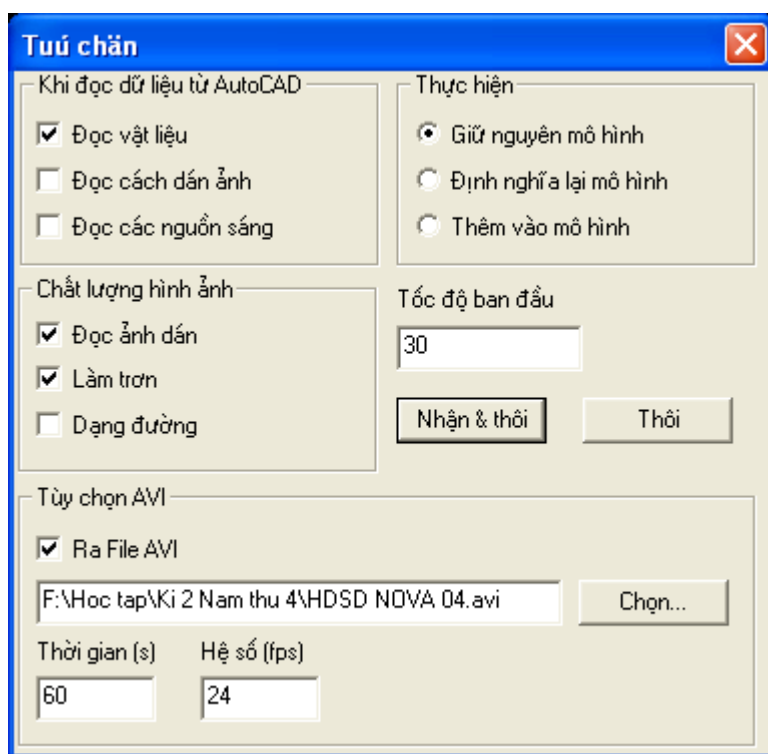 Tuú chän
Khi đọc dữ liệu từ AutoCAD
Đọc vật liệu
Đọc cách dán ảnh
Đọc các nguồn sáng
Thực hiện
Giữ nguyên mô hình
Định nghĩa lại mô hình
Thêm vào mô hình
Chất lượng hình ảnh
Đọc ảnh dán
Làm trơn
Dạng đường
Tốc độ ban đầu
30
Nhận & thôi
Thôi
Tùy chọn AVI
Ra File AVI
F:\Hoc tap\Ki 2 Nam thu 4\HDSD NOVA 04.avi
Chọn...
Thời gian (s)
Hệ số (fps)
60
24